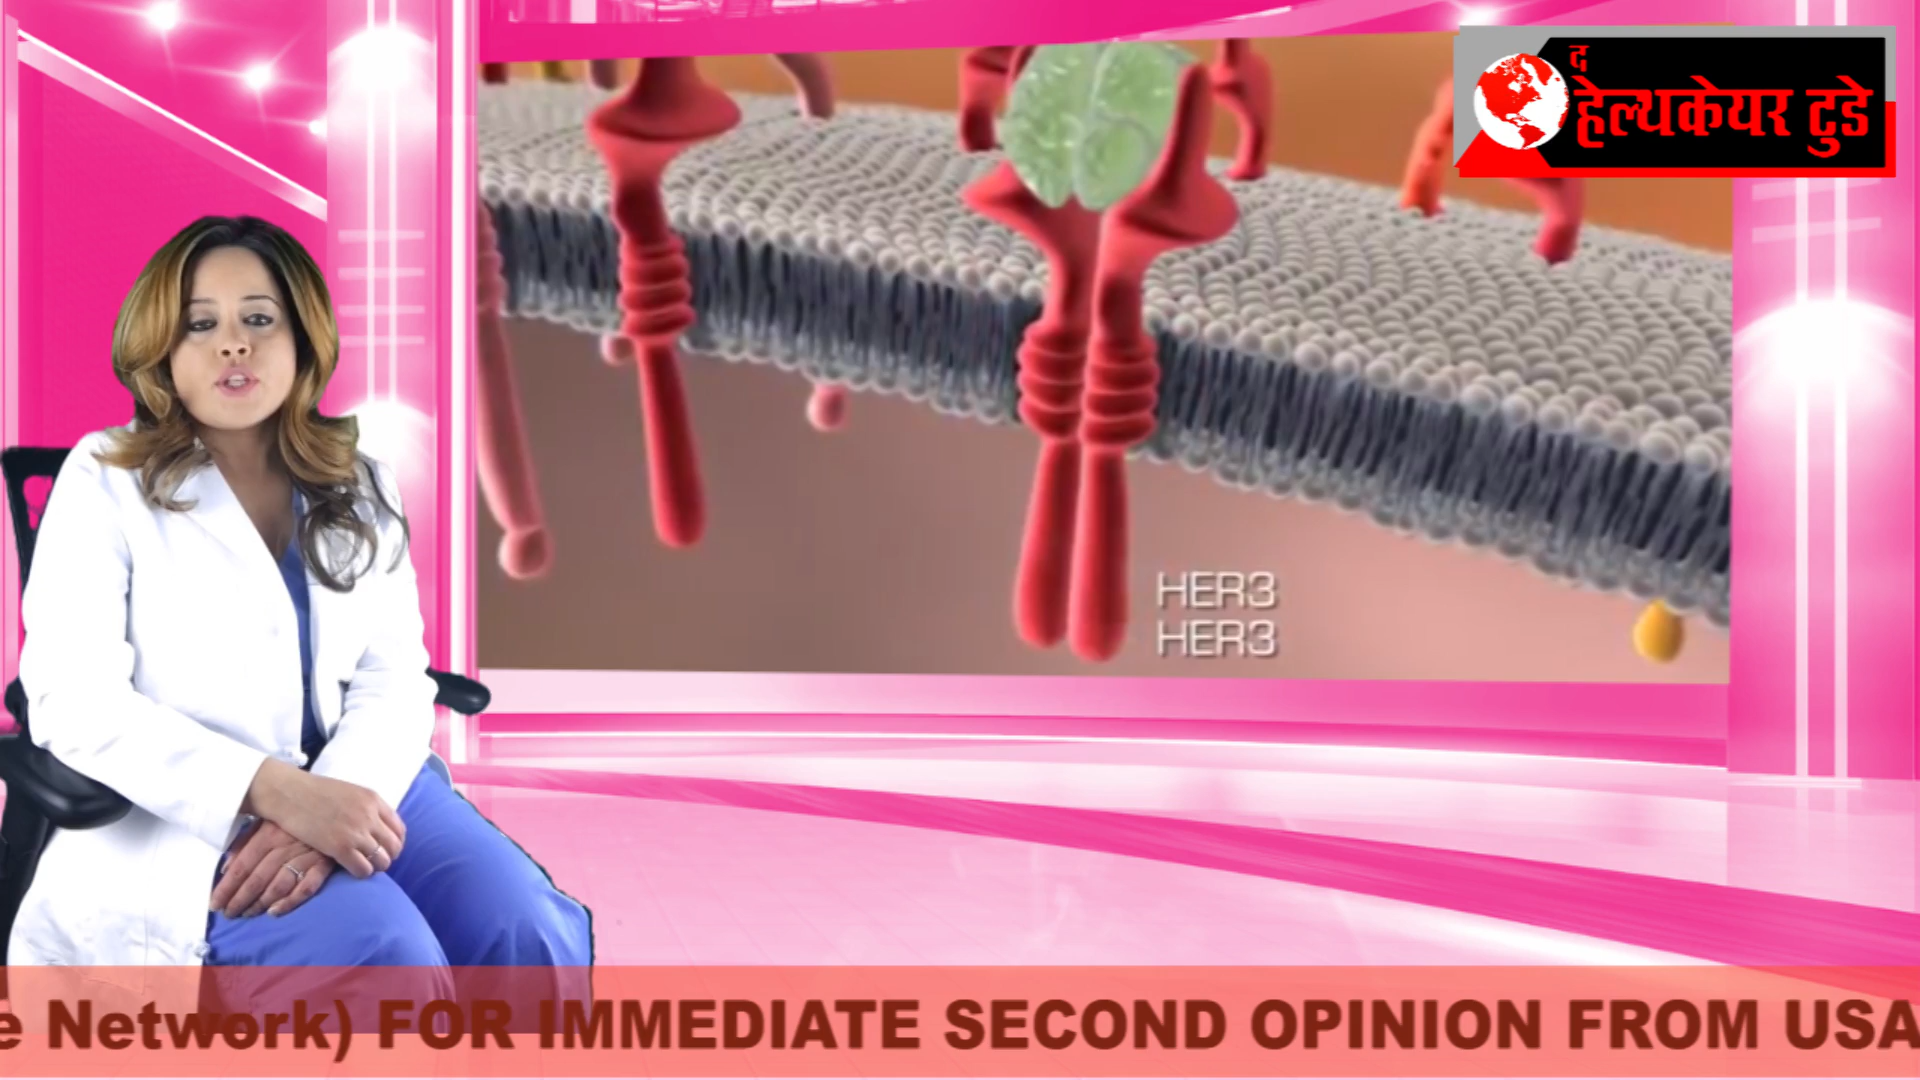 द
हेल्थकेयर टुडे
HER3
HER3
e Network) FOR IMMEDIATE SECOND OPINION FROM USA